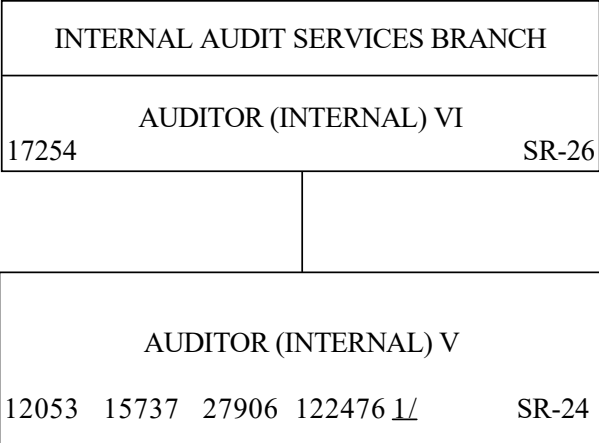 INTERNAL AUDIT SERVICES BRANCH
AUDITOR (INTERNAL) VI
17254 SR-26
AUDITOR (INTERNAL) V
12053 15737 27906 122476 1/ SR-24